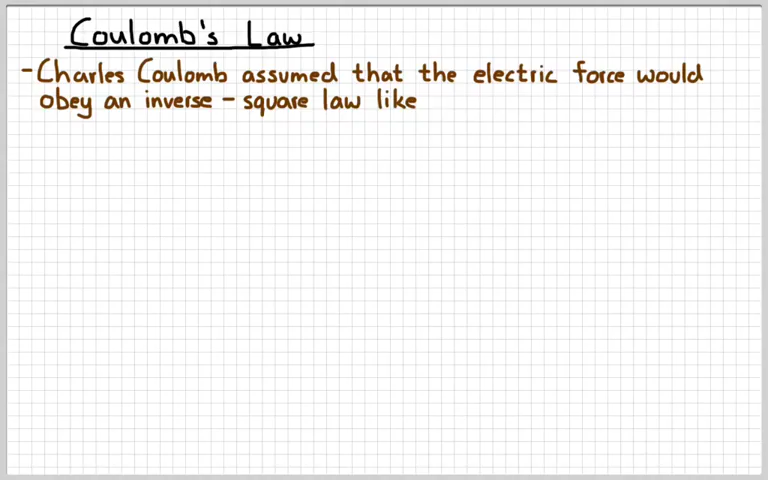 Coulomb's Law
- Charles Coulomb assumed that the electric force would
obey an inverse - square law like